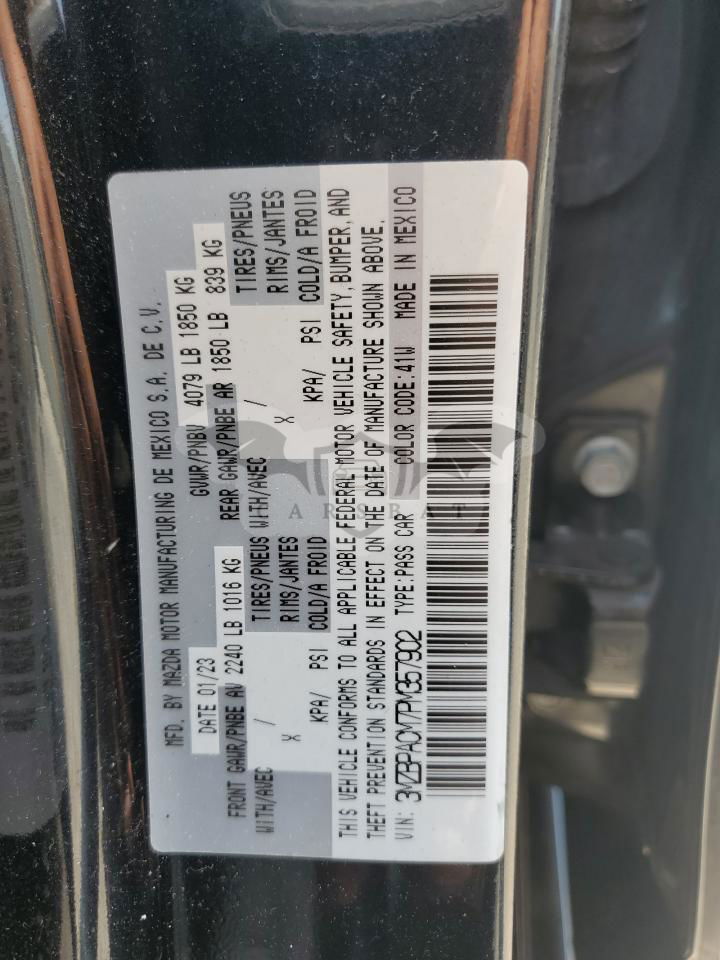 MFD. BY MAZDA MOTOR MANUFACTURING DE MEXICO S.A. DE C.V.
DATE 01/23 GVWR/PNBV 4079 LB 1850 KG
FRONT GAWR/PNBE AV 2240 LB 1016 KG REAR GAWR/PNBE AR 1850 LB 839 KG
WITH/AVEC / TIRES/PNEUS WITH/AVEC / TIRES/PNEUS
X RIMS/JANTES X RIMS/JANTES
KPA/ PSI COLD/A FROID KPA/ PSI COLD/A FROID
THIS VEHICLE CONFORMS TO ALL APPLICABLE FEDERAL MOTOR VEHICLE SAFETY, BUMPER, AND
THEFT PREVENTION STANDARDS IN EFFECT ON THE DATE OF MANUFACTURE SHOWN ABOVE.
VIN: 3MZBPACM7PM357902 TYPE:PASS CAR COLOR CODE:41W MADE IN MEXICO
CARSBAT